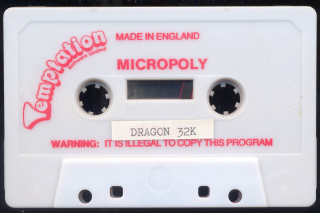 MADE IN ENGLAND
Temptation
MICROPOLY
DRAGON 32K
WARNING: IT IS ILLEGAL TO COPY THIS PROGRAM